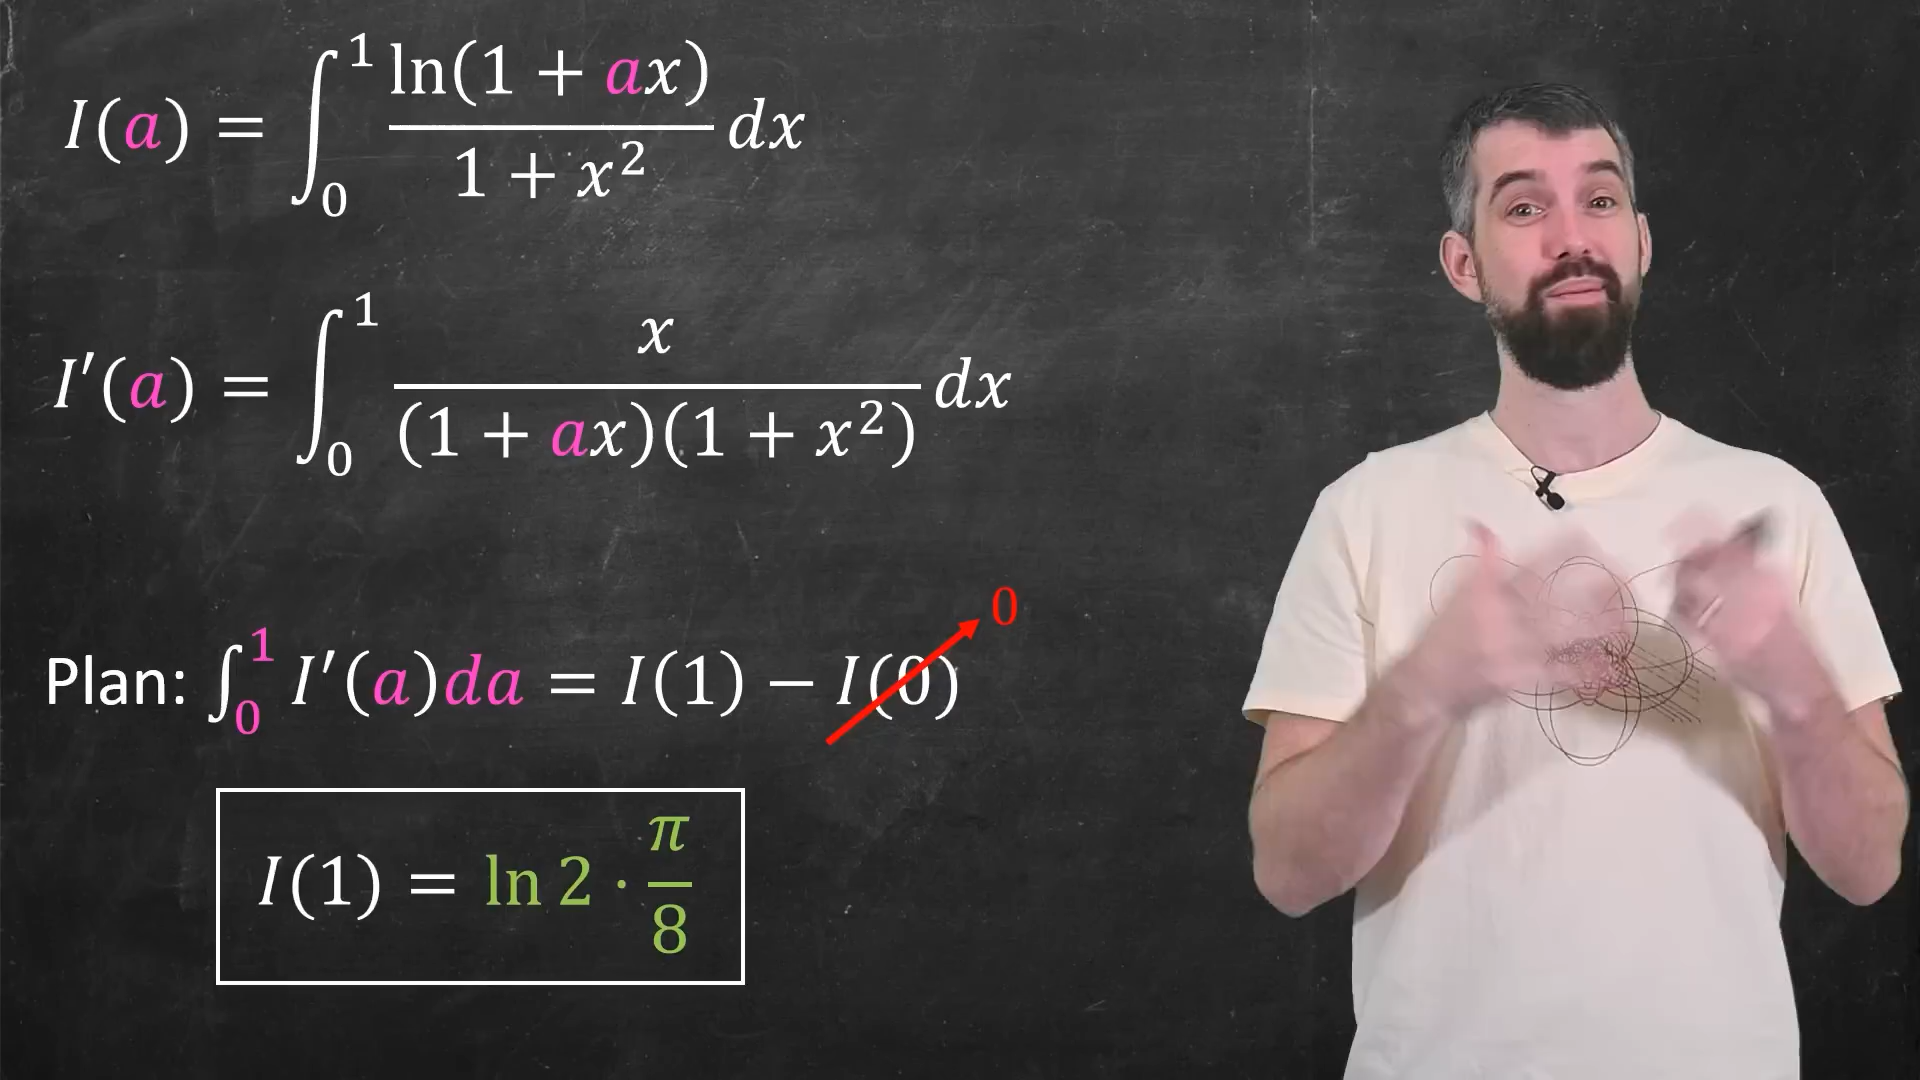 I(a) = ∫₀¹ ln(1 + ax) / (1 + x²) dx
I′(a) = ∫₀¹ x / ((1 + ax)(1 + x²)) dx
0
Plan: ∫₀¹ I′(a)da = I(1) − I(0)
I(1) = ln 2 · π/8